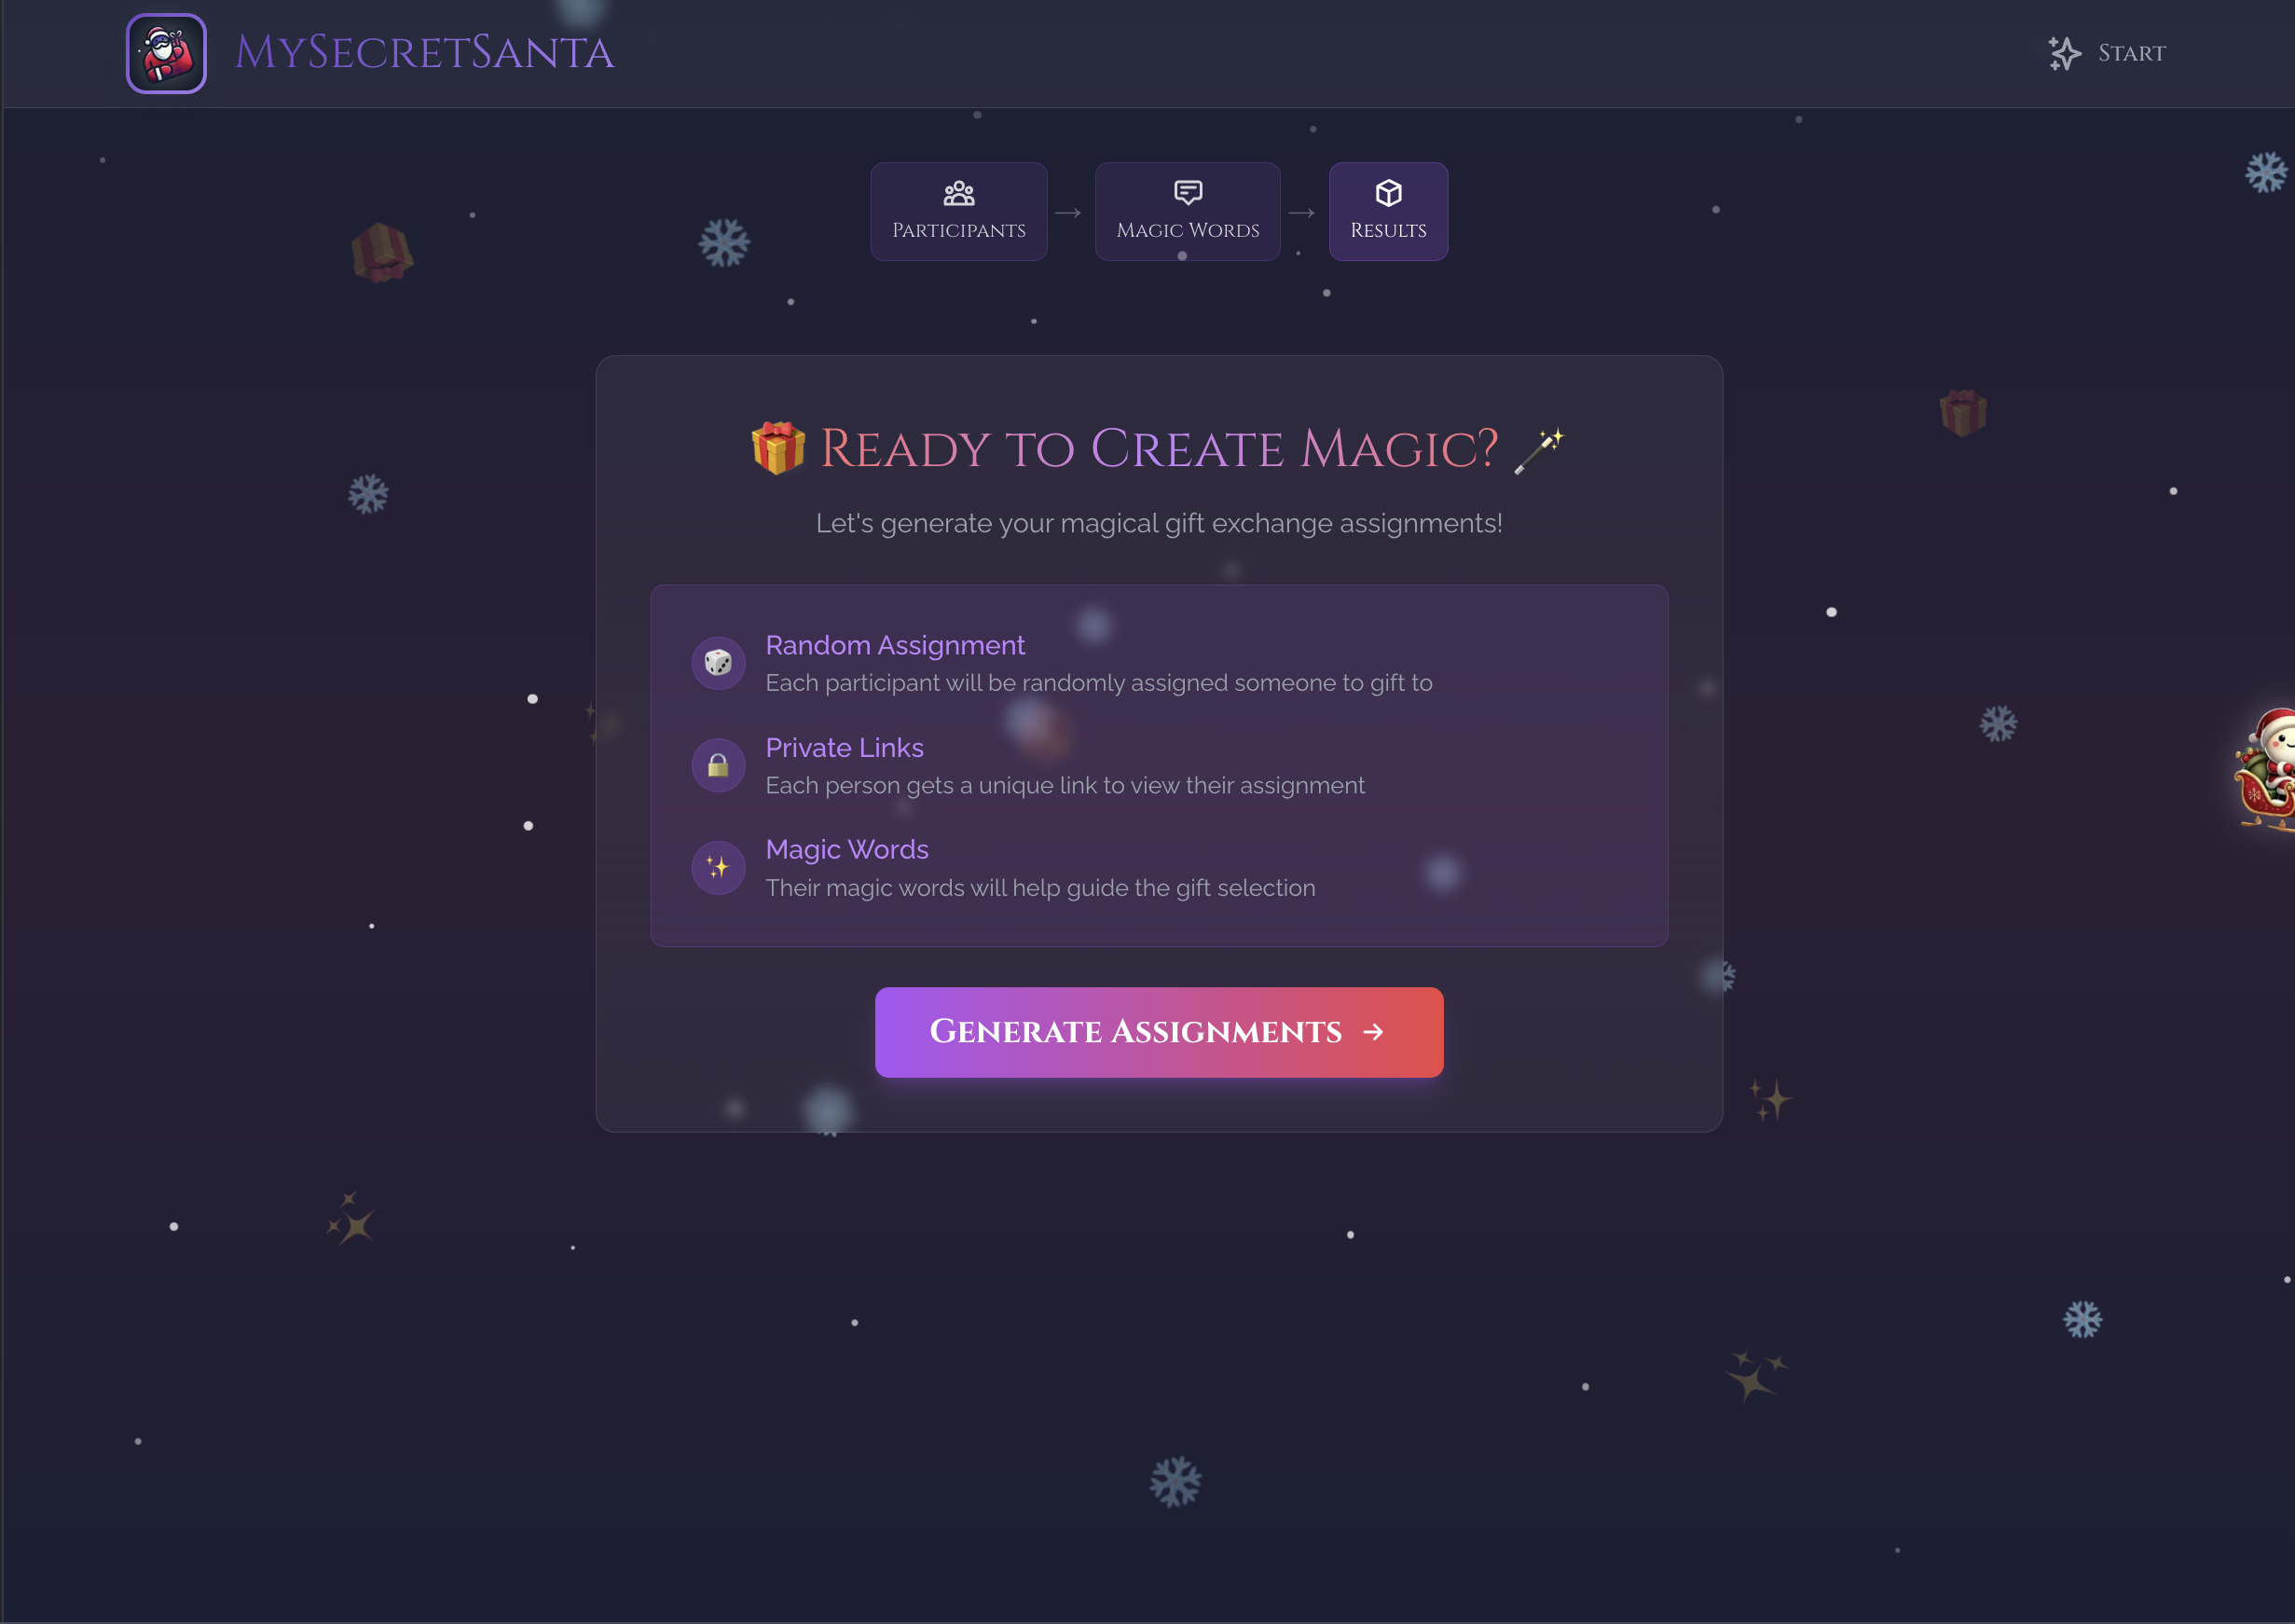 MySecretSanta
Start
Participants
Magic Words
Results
Ready to Create Magic?
Let's generate your magical gift exchange assignments!
Random Assignment
Each participant will be randomly assigned someone to gift to
Private Links
Each person gets a unique link to view their assignment
Magic Words
Their magic words will help guide the gift selection
Generate Assignments →